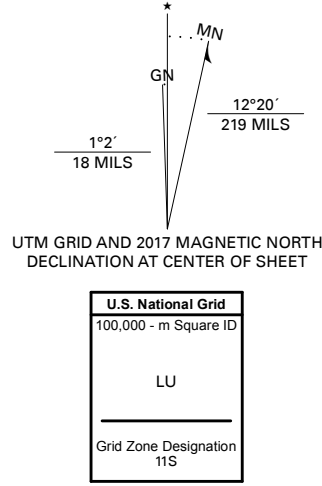 ★
MN
GN
12°20´
219 MILS
1°2´
18 MILS
UTM GRID AND 2017 MAGNETIC NORTH
DECLINATION AT CENTER OF SHEET
U.S. National Grid
100,000 - m Square ID
LU
Grid Zone Designation
11S